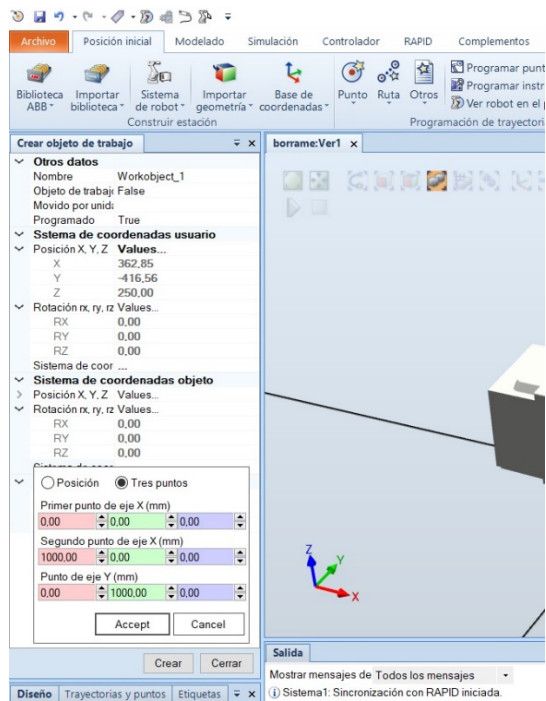 Archivo Posición inicial Modelado Simulación Controlador RAPID Complementos
Biblioteca ABB
Importar biblioteca
Sistema de robot
Importar geometría
Base de coordenadas
Construir estación
Punto
Ruta
Otros
Programar punt
Programar instr
Ver robot en el p
Programación de trayectoria
Crear objeto de trabajo
Otros datos
Nombre Workobject_1
Objeto de trabaj False
Movido por unida
Programado True
Sstema de coordenadas usuario
Posición X, Y, Z Values...
X 362,85
Y -416,56
Z 250,00
Rotación rx, ry, rz Values...
RX 0,00
RY 0,00
RZ 0,00
Sistema de coor ...
Sistema de coordenadas objeto
Posición X, Y, Z Values...
Rotación rx, ry, rz Values...
RX 0,00
RY 0,00
RZ 0,00
Posición Tres puntos
Primer punto de eje X (mm)
0,00 0,00 0,00
Segundo punto de eje X (mm)
1000,00 0,00 0,00
Punto de eje Y (mm)
0,00 1000,00 0,00
Accept Cancel
Crear Cerrar
Diseño Trayectorias y puntos Etiquetas
borrame:Ver1
Z
Y
X
Salida
Mostrar mensajes de Todos los mensajes
Sistema1: Sincronización con RAPID iniciada.